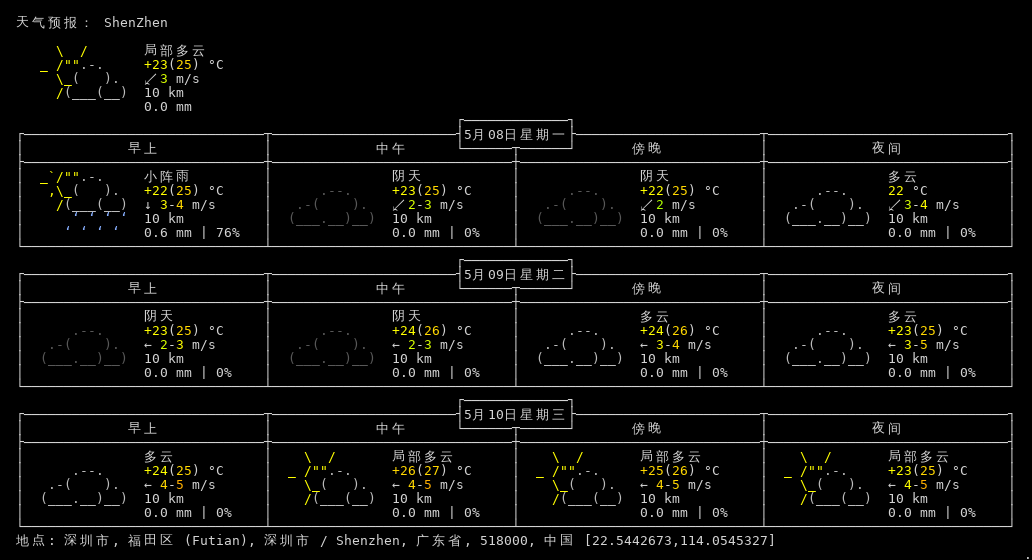 天气预报： ShenZhen
局部多云
+23(25) °C
↙ 3 m/s
10 km
0.0 mm
5月08日星期一
早上 中午 傍晚 夜间
小阵雨 阴天 阴天 多云
+22(25) °C +23(25) °C +22(25) °C 22 °C
↓ 3-4 m/s ↙ 2-3 m/s ↙ 2 m/s ↙ 3-4 m/s
10 km 10 km 10 km 10 km
0.6 mm | 76% 0.0 mm | 0% 0.0 mm | 0% 0.0 mm | 0%
5月09日星期二
早上 中午 傍晚 夜间
阴天 阴天 多云 多云
+23(25) °C +24(26) °C +24(26) °C +23(25) °C
← 2-3 m/s ← 2-3 m/s ← 3-4 m/s ← 3-5 m/s
10 km 10 km 10 km 10 km
0.0 mm | 0% 0.0 mm | 0% 0.0 mm | 0% 0.0 mm | 0%
5月10日星期三
早上 中午 傍晚 夜间
多云 局部多云 局部多云 局部多云
+24(25) °C +26(27) °C +25(26) °C +23(25) °C
← 4-5 m/s ← 4-5 m/s ← 4-5 m/s ← 4-5 m/s
10 km 10 km 10 km 10 km
0.0 mm | 0% 0.0 mm | 0% 0.0 mm | 0% 0.0 mm | 0%
地点: 深圳市, 福田区 (Futian), 深圳市 / Shenzhen, 广东省, 518000, 中国 [22.5442673,114.0545327]